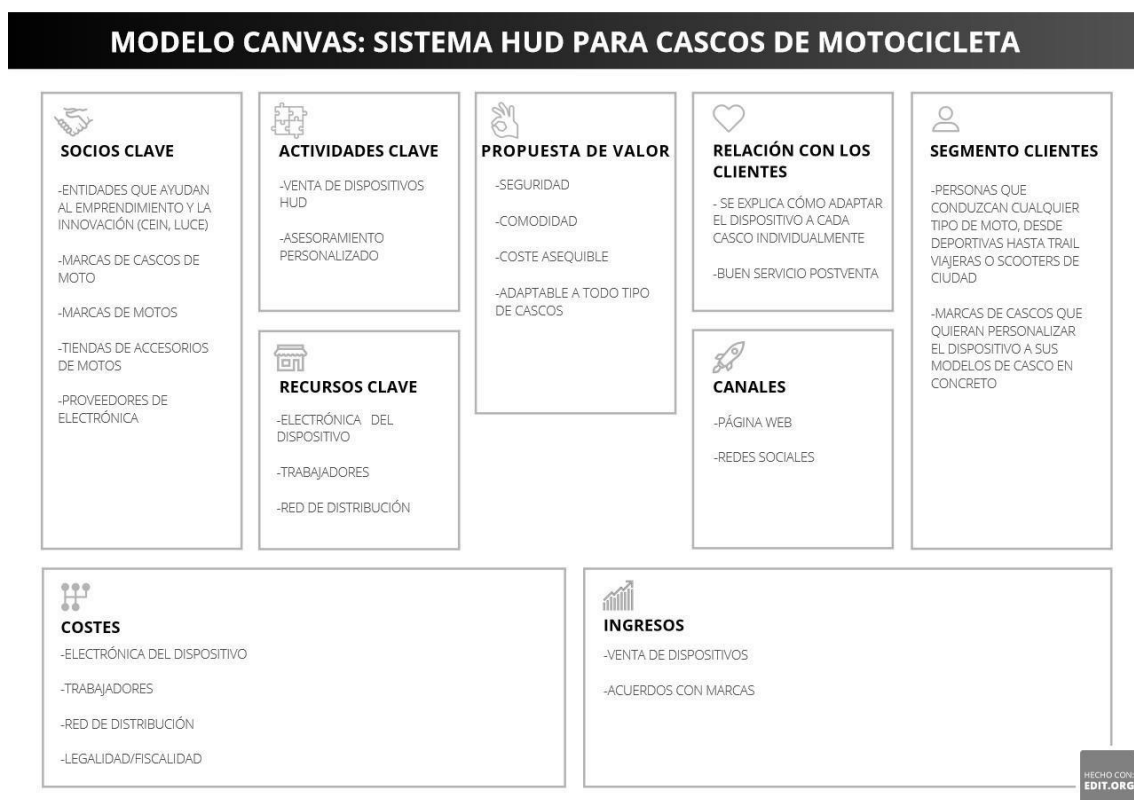 MODELO CANVAS: SISTEMA HUD PARA CASCOS DE MOTOCICLETA
SOCIOS CLAVE
-ENTIDADES QUE AYUDAN
AL EMPRENDIMIENTO Y LA
INNOVACIÓN (CEIN, LUCE)
-MARCAS DE CASCOS DE
MOTO
-MARCAS DE MOTOS
-TIENDAS DE ACCESORIOS
DE MOTOS
-PROVEEDORES DE
ELECTRÓNICA
ACTIVIDADES CLAVE
-VENTA DE DISPOSITIVOS
HUD
-ASESORAMIENTO
PERSONALIZADO
RECURSOS CLAVE
-ELECTRÓNICA DEL
DISPOSITIVO
-TRABAJADORES
-RED DE DISTRIBUCIÓN
PROPUESTA DE VALOR
-SEGURIDAD
-COMODIDAD
-COSTE ASEQUIBLE
-ADAPTABLE A TODO TIPO
DE CASCOS
RELACIÓN CON LOS
CLIENTES
- SE EXPLICA CÓMO ADAPTAR
EL DISPOSITIVO A CADA
CASCO INDIVIDUALMENTE
-BUEN SERVICIO POSTVENTA
CANALES
-PÁGINA WEB
-REDES SOCIALES
SEGMENTO CLIENTES
-PERSONAS QUE
CONDUZCAN CUALQUIER
TIPO DE MOTO, DESDE
DEPORTIVAS HASTA TRAIL
VIAJERAS O SCOOTERS DE
CIUDAD
-MARCAS DE CASCOS QUE
QUIERAN PERSONALIZAR
EL DISPOSITIVO A SUS
MODELOS DE CASCO EN
CONCRETO
COSTES
-ELECTRÓNICA DEL DISPOSITIVO
-TRABAJADORES
-RED DE DISTRIBUCIÓN
-LEGALIDAD/FISCALIDAD
INGRESOS
-VENTA DE DISPOSITIVOS
-ACUERDOS CON MARCAS
HECHO CON:
EDIT.ORG